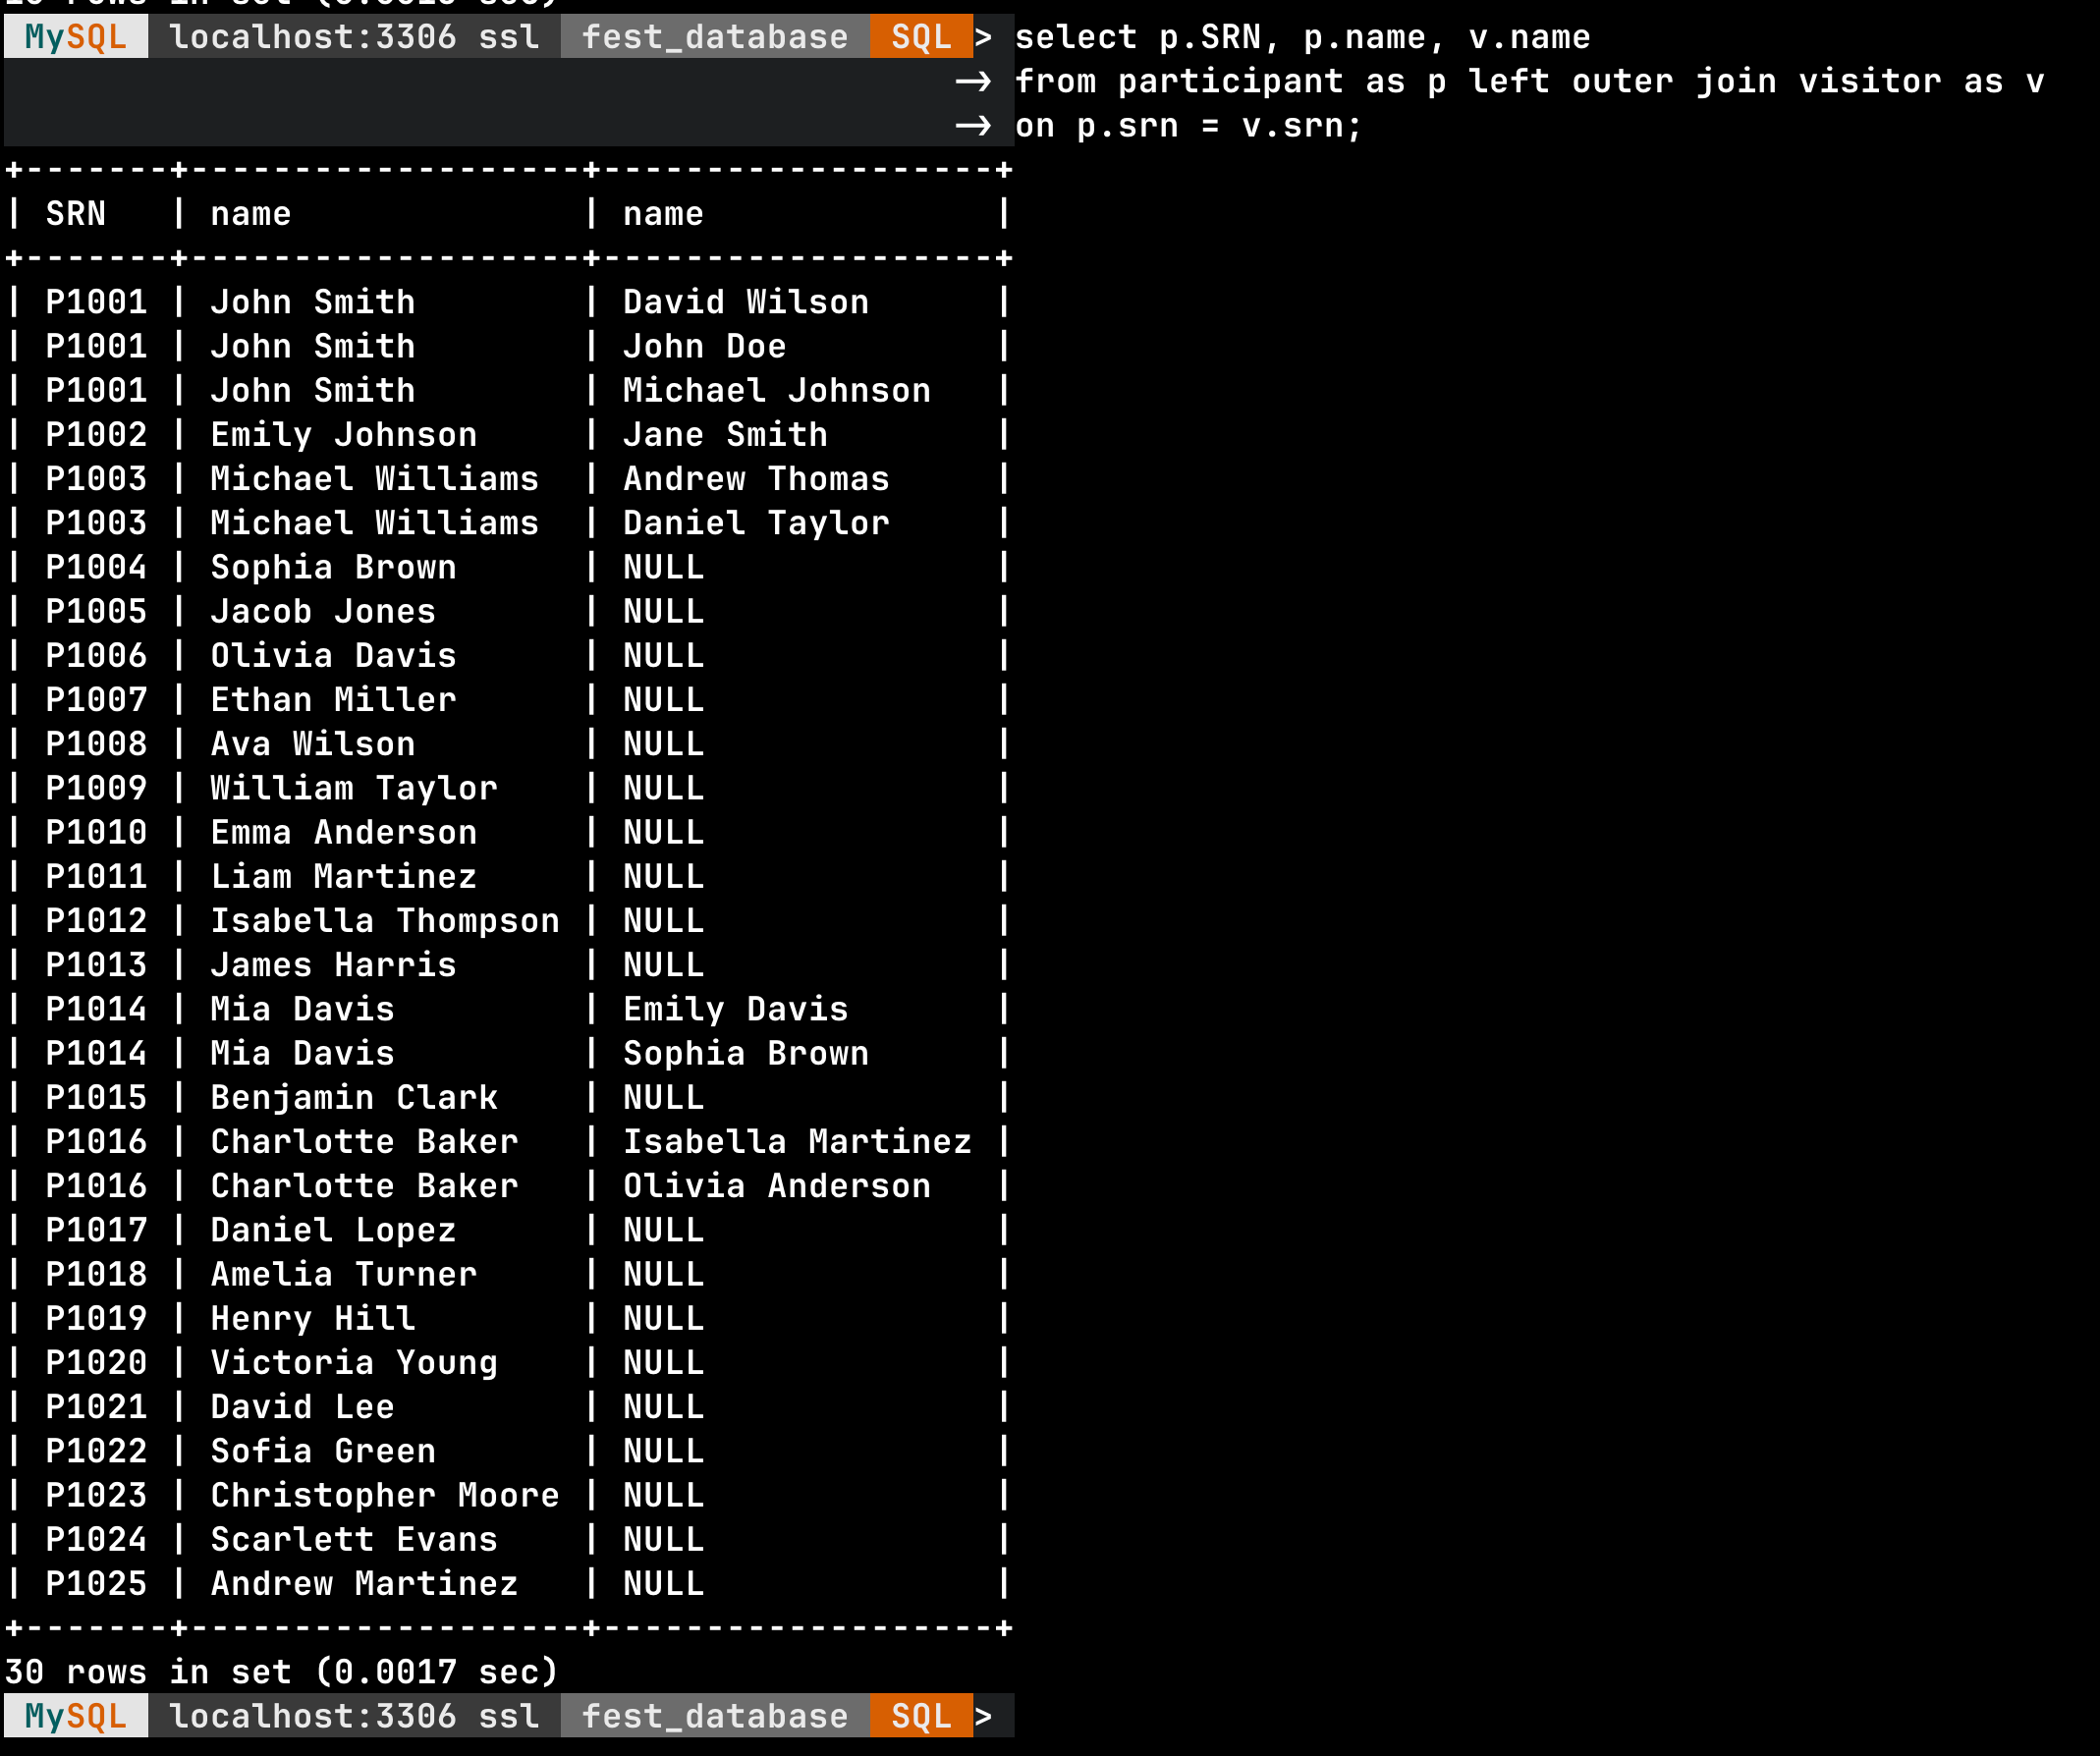 10 rows in set (0.0013 sec)
MySQL localhost:3306 ssl fest_database SQL > select p.SRN, p.name, v.name
-> from participant as p left outer join visitor as v
-> on p.srn = v.srn;
+-------+-------------------+-------------------+
| SRN   | name              | name              |
+-------+-------------------+-------------------+
| P1001 | John Smith        | David Wilson      |
| P1001 | John Smith        | John Doe          |
| P1001 | John Smith        | Michael Johnson   |
| P1002 | Emily Johnson     | Jane Smith        |
| P1003 | Michael Williams  | Andrew Thomas     |
| P1003 | Michael Williams  | Daniel Taylor     |
| P1004 | Sophia Brown      | NULL              |
| P1005 | Jacob Jones       | NULL              |
| P1006 | Olivia Davis      | NULL              |
| P1007 | Ethan Miller      | NULL              |
| P1008 | Ava Wilson        | NULL              |
| P1009 | William Taylor    | NULL              |
| P1010 | Emma Anderson     | NULL              |
| P1011 | Liam Martinez     | NULL              |
| P1012 | Isabella Thompson | NULL              |
| P1013 | James Harris      | NULL              |
| P1014 | Mia Davis         | Emily Davis       |
| P1014 | Mia Davis         | Sophia Brown      |
| P1015 | Benjamin Clark    | NULL              |
| P1016 | Charlotte Baker   | Isabella Martinez |
| P1016 | Charlotte Baker   | Olivia Anderson   |
| P1017 | Daniel Lopez      | NULL              |
| P1018 | Amelia Turner     | NULL              |
| P1019 | Henry Hill        | NULL              |
| P1020 | Victoria Young    | NULL              |
| P1021 | David Lee         | NULL              |
| P1022 | Sofia Green       | NULL              |
| P1023 | Christopher Moore | NULL              |
| P1024 | Scarlett Evans    | NULL              |
| P1025 | Andrew Martinez   | NULL              |
+-------+-------------------+-------------------+
30 rows in set (0.0017 sec)
MySQL localhost:3306 ssl fest_database SQL >